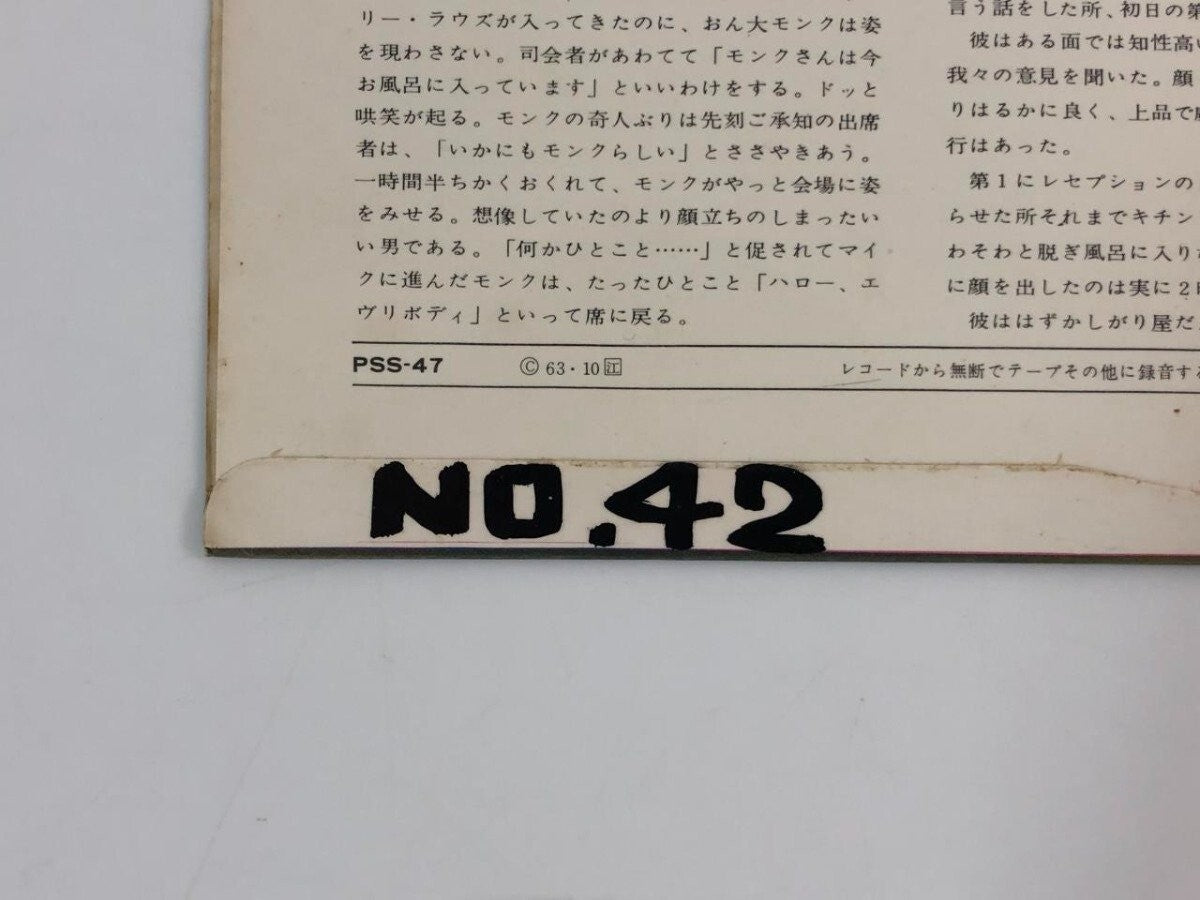 リー・ラウズが入ってきたのに、おん大モンクは姿
を現わさない。司会者があわてて「モンクさんは今
お風呂に入っています」といいわけをする。ドッと
哄笑が起る。モンクの奇人ぶりは先刻ご承知の出席
者は、「いかにもモンクらしい」とささやきあう。
一時間半ちかくおくれて、モンクがやっと会場に姿
をみせる。想像していたのより顔立ちのしまったい
い男である。「何かひとこと……」と促されてマイ
クに進んだモンクは、たったひとこと「ハロー、エ
ヴリボディ」といって席に戻る。
言う話をした所、初日の第
彼はある面では知性高い
我々の意見を聞いた。顔
りはるかに良く、上品で
行はあった。
第1にレセプションの
らせた所それまでキチン
わそわと脱ぎ風呂に入り
に顔を出したのは実に2
彼ははずかしがり屋だ
PSS-47 © 63・10 江 レコードから無断でテープその他に録音する
NO.42